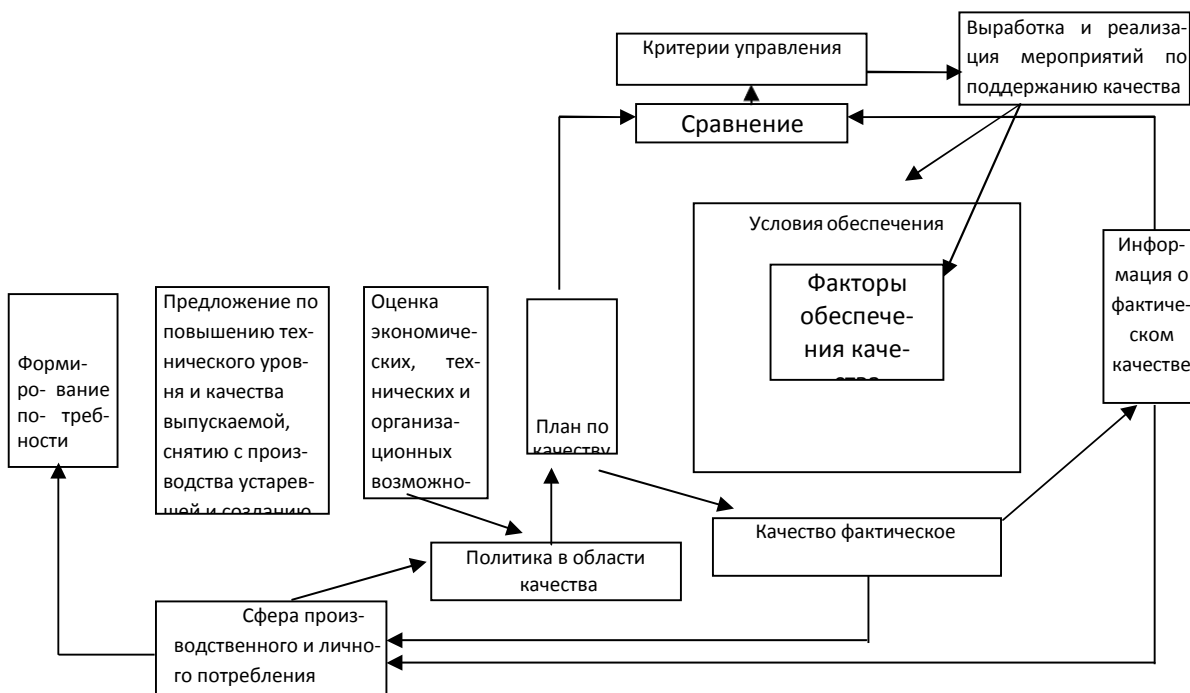 Критерии управления
Выработка и реализа-
ция мероприятий по
поддержанию качества
Сравнение
Условия обеспечения
Факторы
обеспече-
ния каче-
Инфор-
мация о
фактиче-
ском
качестве
Форми-
ро- вание
по- треб-
ности
Предложение по
повышению тех-
нического уров-
ня и качества
выпускаемой,
снятию с произ-
водства устарев-
шей и созданию
Оценка
экономиче-
ских, тех-
нических и
организа-
ционных
возможно-
План по
качеству
Качество фактическое
Политика в области
качества
Сфера произ-
водственного и лично-
го потребления